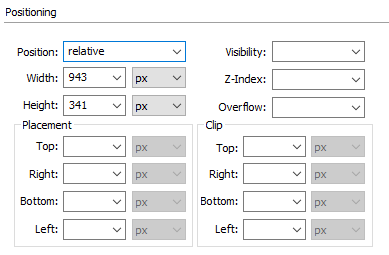 Positioning
Position: relative Visibility:
Width: 943 px Z-Index:
Height: 341 px Overflow:
Placement Clip
Top: px Top: px
Right: px Right: px
Bottom: px Bottom: px
Left: px Left: px